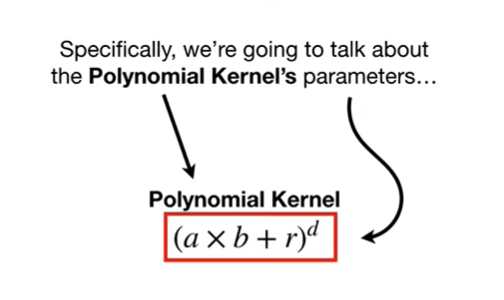 Specifically, we're going to talk about
the Polynomial Kernel's parameters…
Polynomial Kernel
(a × b + r)^d